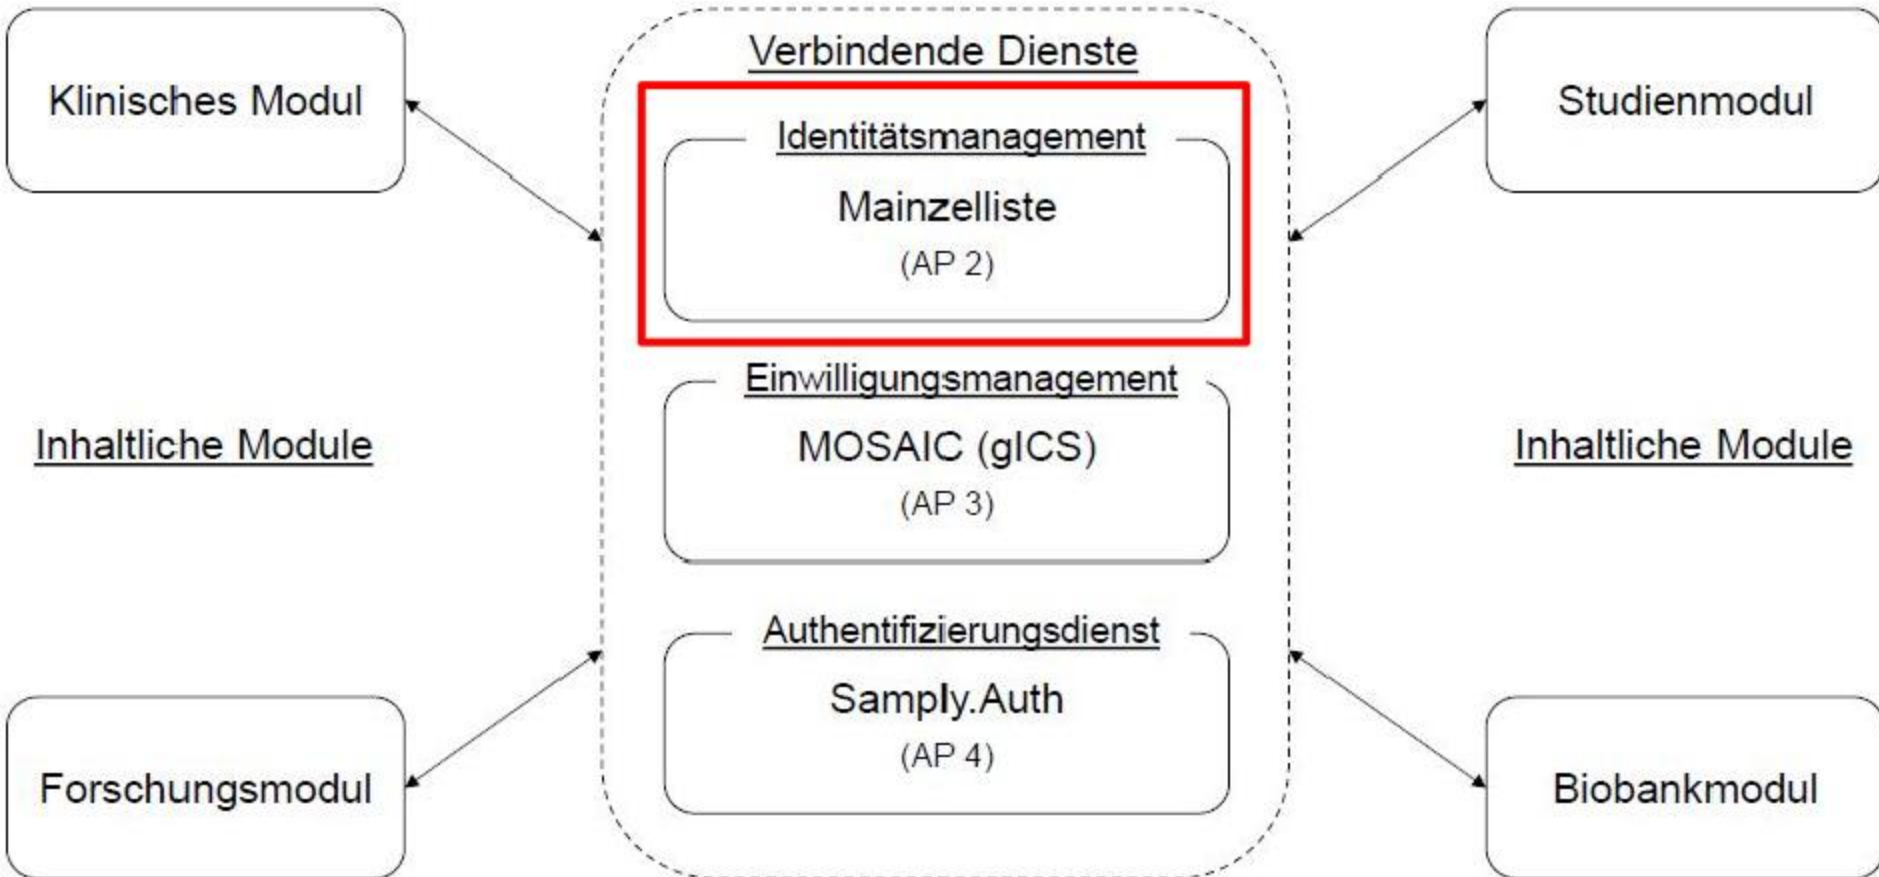 Verbindende Dienste
Klinisches Modul
Studienmodul
Identitätsmanagement
Mainzelliste
(AP 2)
Einwilligungsmanagement
MOSAIC (gICS)
(AP 3)
Inhaltliche Module
Inhaltliche Module
Authentifizierungsdienst
Samply.Auth
(AP 4)
Forschungsmodul
Biobankmodul